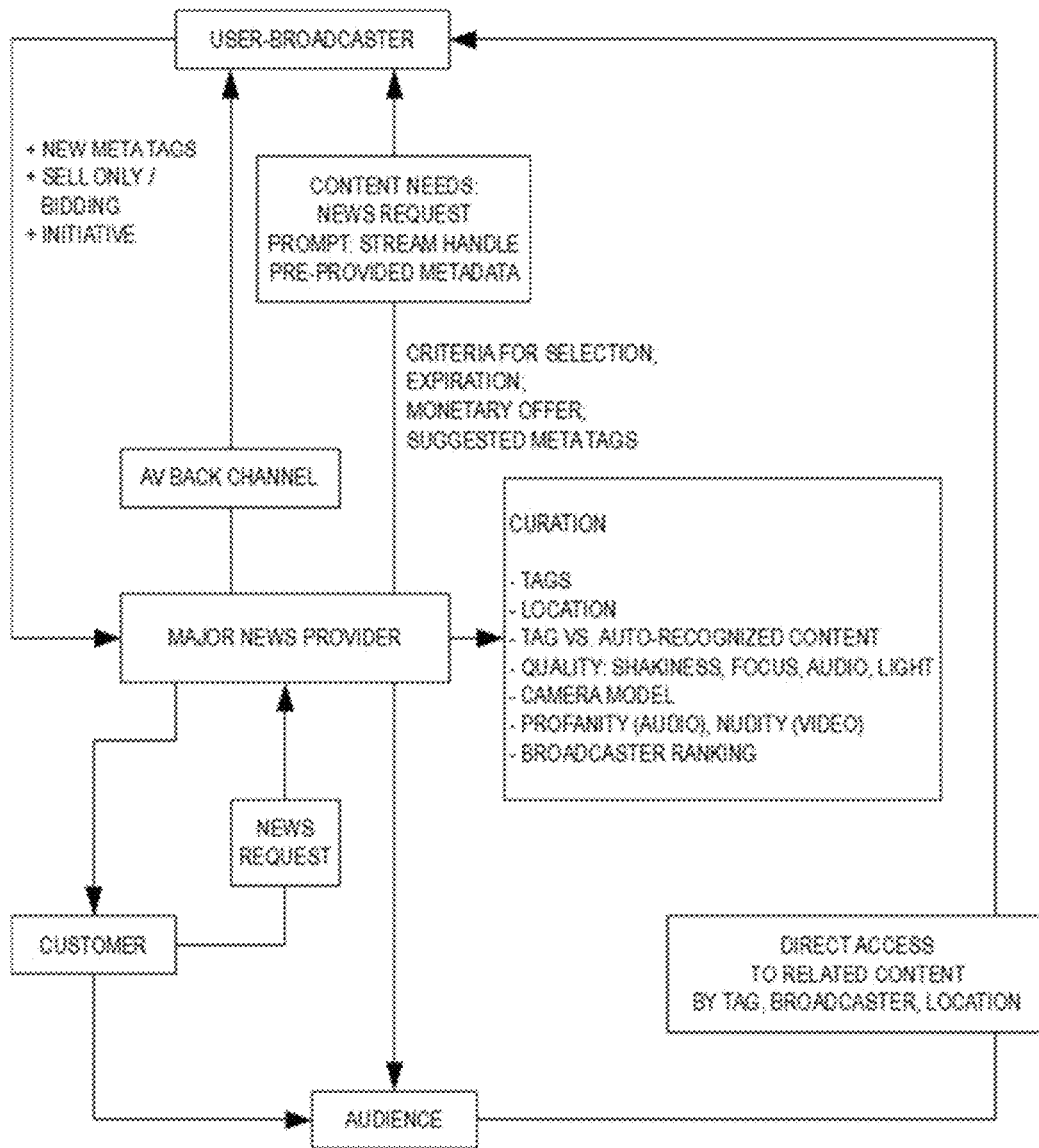 USER-BROADCASTER
+ NEW META TAGS
+ SELL ONLY /
BIDDING
+ INITIATIVE
CONTENT NEEDS:
NEWS REQUEST
PROMPT: STREAM HANDLE
PRE-PROVIDED METADATA
CRITERIA FOR SELECTION;
EXPIRATION;
MONETARY OFFER;
SUGGESTED META TAGS
AV BACK CHANNEL
CURATION
- TAGS
- LOCATION
- TAG VS. AUTO-RECOGNIZED CONTENT
- QUALITY: SHAKINESS, FOCUS, AUDIO, LIGHT
- CAMERA MODEL
- PROFANITY (AUDIO), NUDITY (VIDEO)
- BROADCASTER RANKING
MAJOR NEWS PROVIDER
NEWS
REQUEST
CUSTOMER
DIRECT ACCESS
TO RELATED CONTENT
BY TAG, BROADCASTER, LOCATION
AUDIENCE